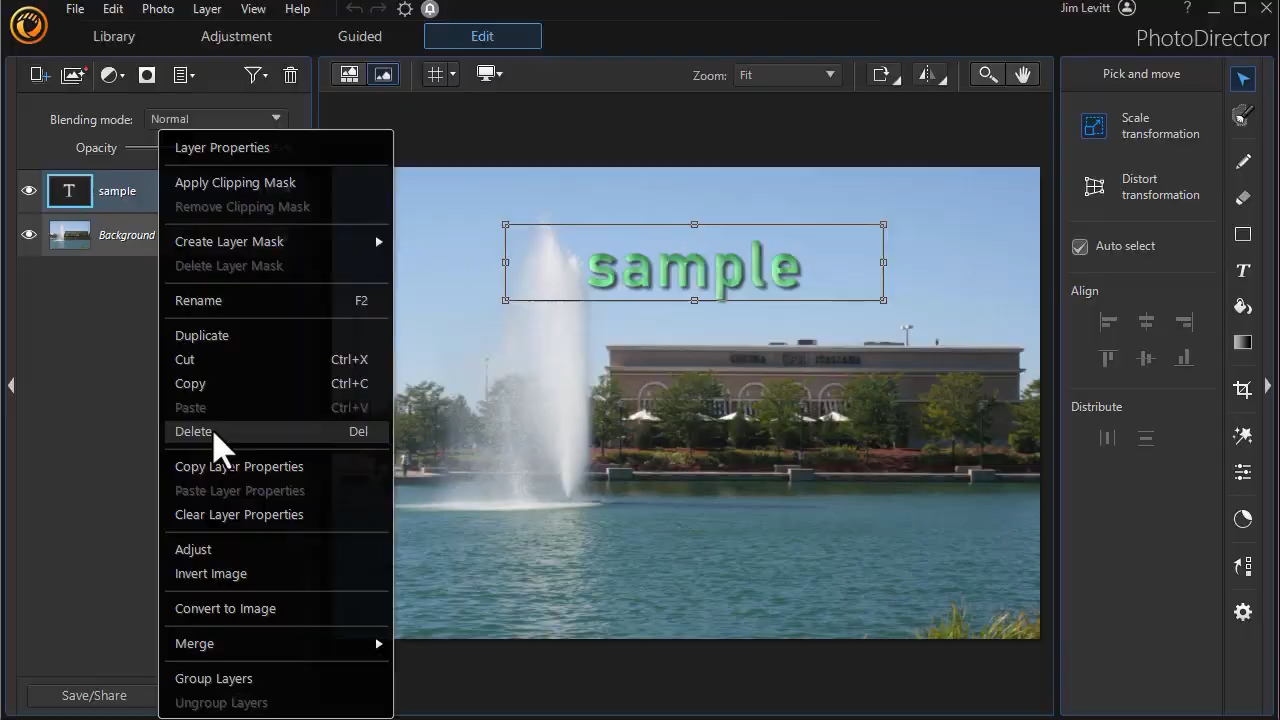 File Edit Photo Layer View Help
Jim Levitt ?
Library Adjustment Guided Edit
PhotoDirector
Zoom: Fit
Pick and move
Blending mode: Normal
Opacity
T sample
Background
Layer Properties
Apply Clipping Mask
Remove Clipping Mask
Create Layer Mask
Delete Layer Mask
Rename F2
Duplicate
Cut Ctrl+X
Copy Ctrl+C
Paste Ctrl+V
Delete Del
Copy Layer Properties
Paste Layer Properties
Clear Layer Properties
Adjust
Invert Image
Convert to Image
Merge
Group Layers
Ungroup Layers
Save/Share
sample
Scale
transformation
Distort
transformation
Auto select
Align
Distribute
T